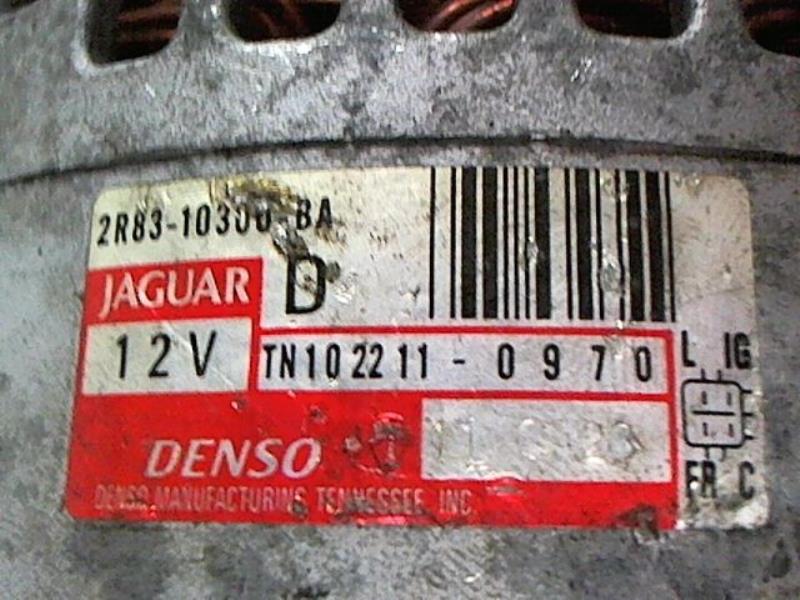 2R83-10300-BA
JAGUAR D
12V TN102211-0970
L IG
DENSO
FR C
DENSO MANUFACTURING TENNESSEE, INC.